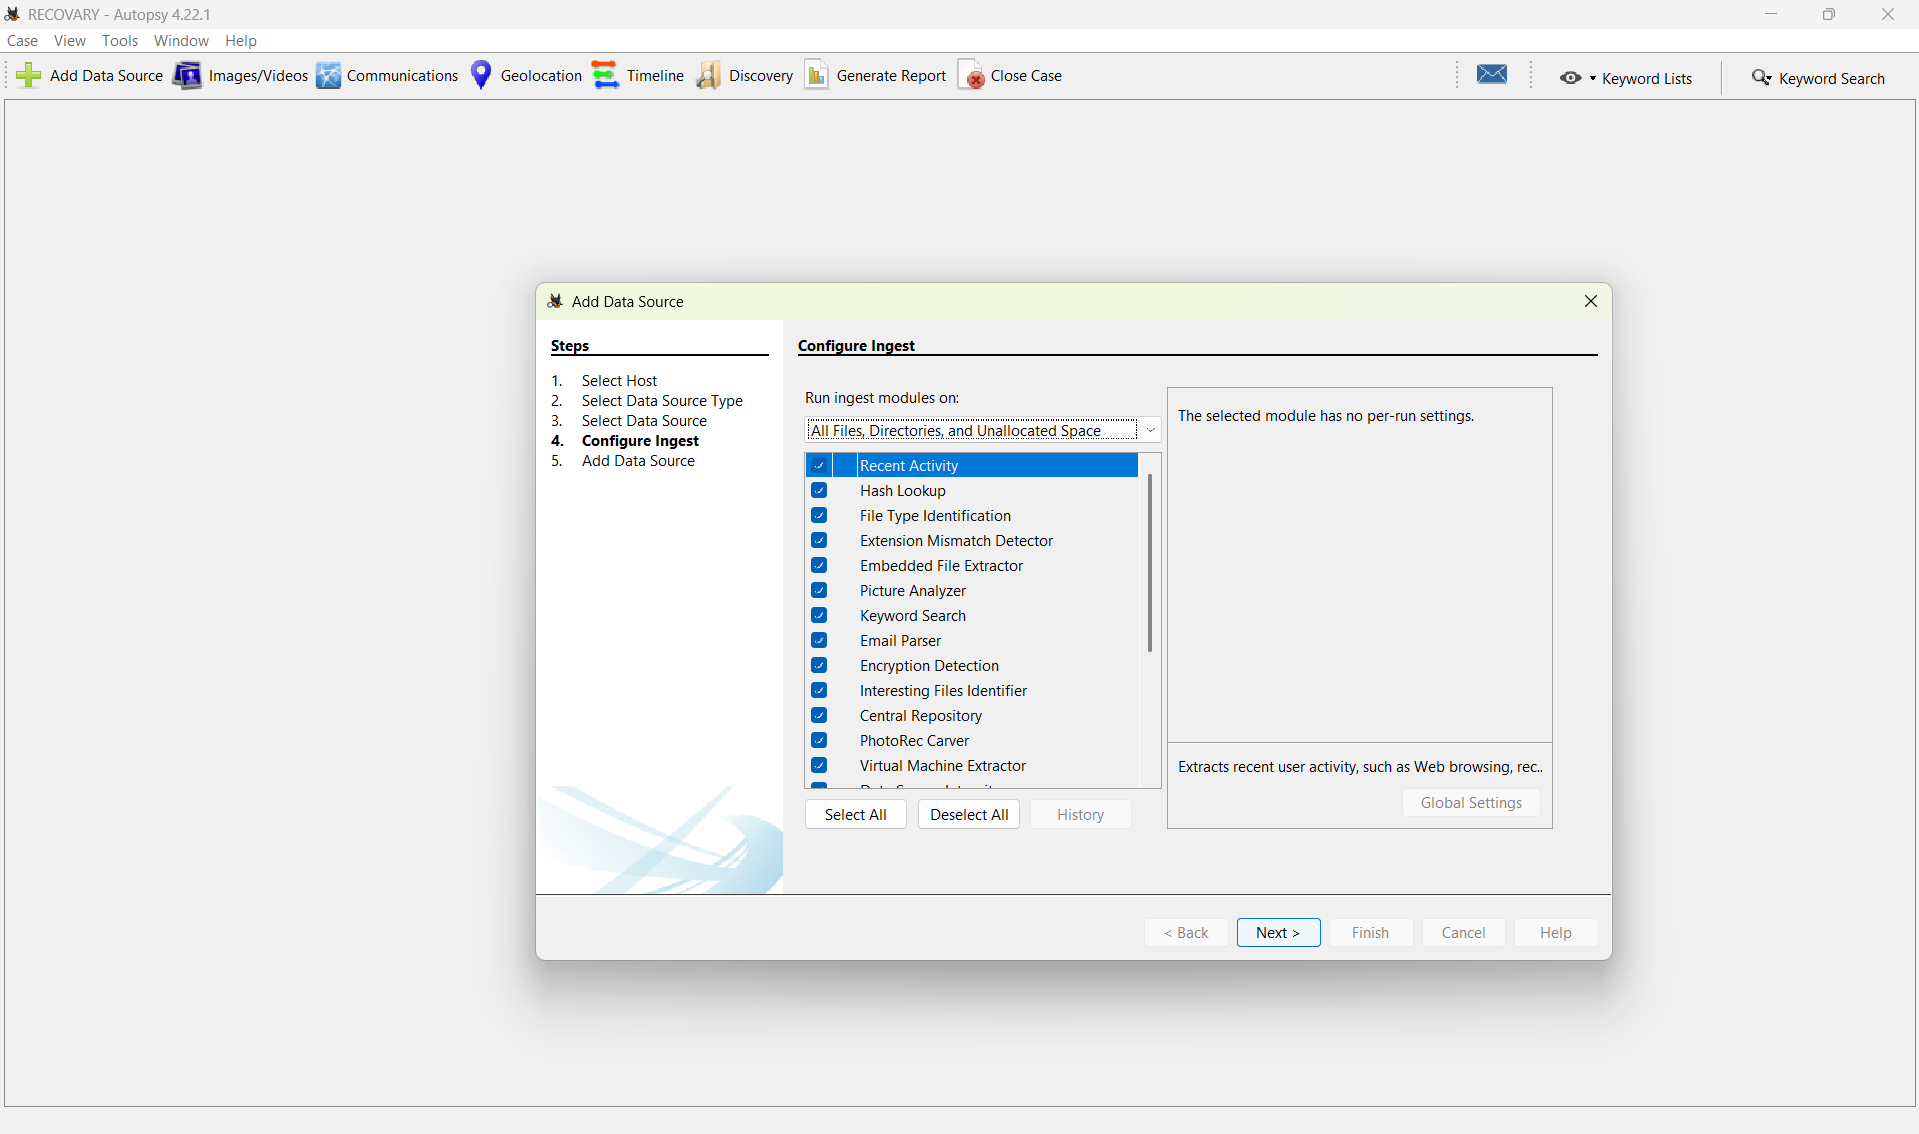 RECOVARY - Autopsy 4.22.1
Case View Tools Window Help
Add Data Source Images/Videos Communications Geolocation Timeline Discovery Generate Report Close Case Keyword Lists Keyword Search
Add Data Source
Steps
1. Select Host
2. Select Data Source Type
3. Select Data Source
4. Configure Ingest
5. Add Data Source
Configure Ingest
Run ingest modules on:
All Files, Directories, and Unallocated Space
Recent Activity
Hash Lookup
File Type Identification
Extension Mismatch Detector
Embedded File Extractor
Picture Analyzer
Keyword Search
Email Parser
Encryption Detection
Interesting Files Identifier
Central Repository
PhotoRec Carver
Virtual Machine Extractor
Select All Deselect All History
The selected module has no per-run settings.
Extracts recent user activity, such as Web browsing, rec..
Global Settings
< Back Next > Finish Cancel Help